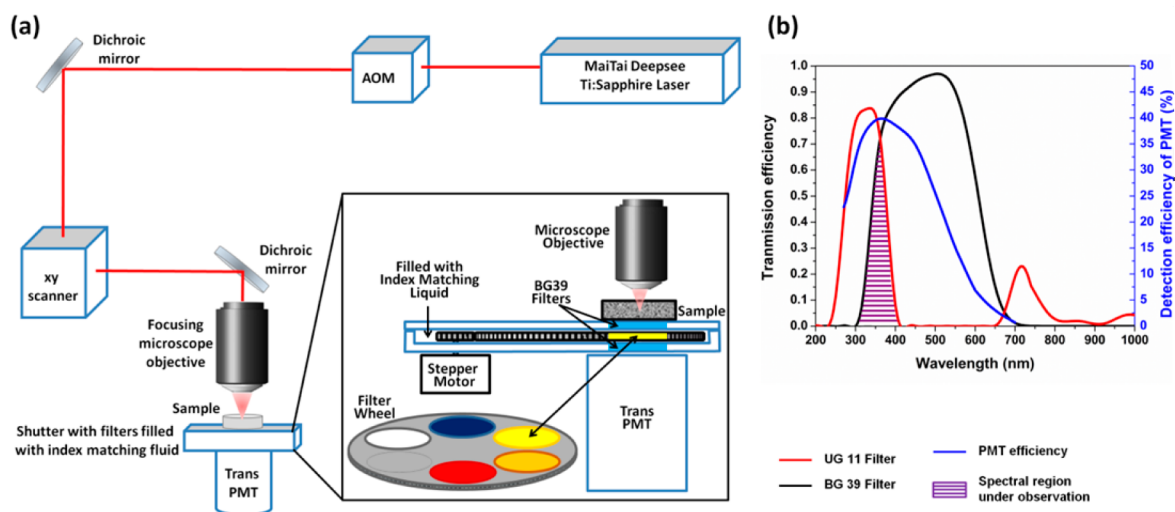 (a)
Dichroic
mirror
AOM
MaiTai Deepsee
Ti:Sapphire Laser
xy
scanner
Dichroic
mirror
Focusing
microscope
objective
Sample
Shutter with filters filled
with index matching fluid
Trans
PMT
Microscope
Objective
Filled with
Index Matching
Liquid
BG39
Filters
Sample
Stepper
Motor
Filter
Wheel
Trans
PMT
(b)
Tranmission efficiency
1.0
0.9
0.8
0.7
0.6
0.5
0.4
0.3
0.2
0.1
0.0
50
45
40
35
30
25
20
15
10
5
0
Detection efficiency of PMT (%)
200 300 400 500 600 700 800 900 1000
Wavelength (nm)
UG 11 Filter
BG 39 Filter
PMT efficiency
Spectral region
under observation